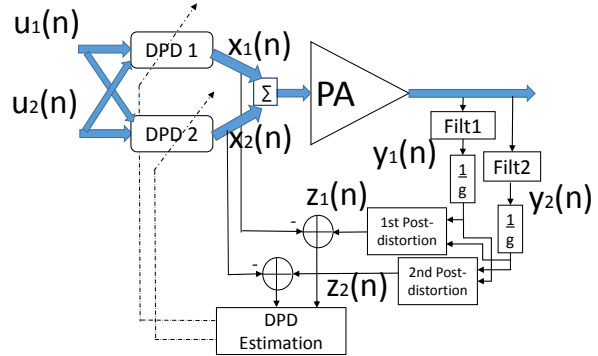 u1(n)
DPD 1
x1(n)
Σ
PA
u2(n)
DPD 2
x2(n)
Filt1
y1(n)
Filt2
1
g
y2(n)
1
g
z1(n)
-
1st Post-
distortion
-
z2(n)
2nd Post-
distortion
DPD
Estimation